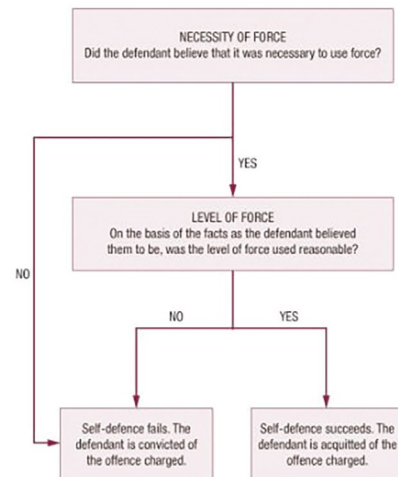 NECESSITY OF FORCE
Did the defendant believe that it was necessary to use force?
YES
LEVEL OF FORCE
On the basis of the facts as the defendant believed
them to be, was the level of force used reasonable?
NO
NO
YES
Self-defence fails. The
defendant is convicted of
the offence charged.
Self-defence succeeds. The
defendant is acquitted of the
offence charged.